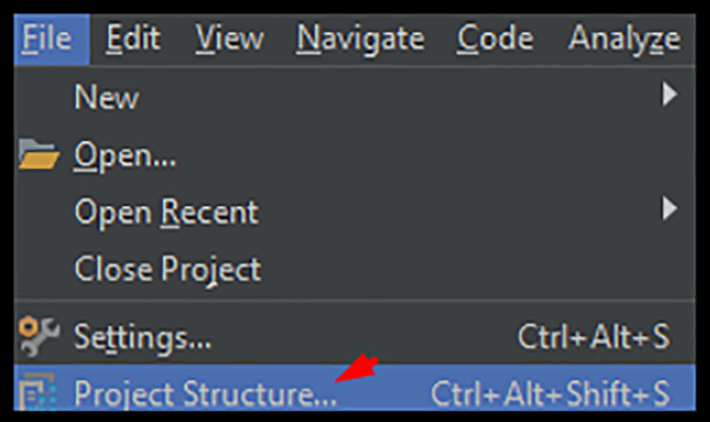 File Edit View Navigate Code Analyze
New
Open...
Open Recent
Close Project
Settings... Ctrl+Alt+S
Project Structure... Ctrl+Alt+Shift+S